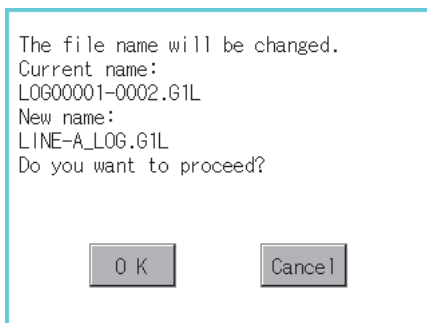 The file name will be changed.
Current name:
LOG00001-0002.G1L
New name:
LINE-A_LOG.G1L
Do you want to proceed?
O K
Cancel